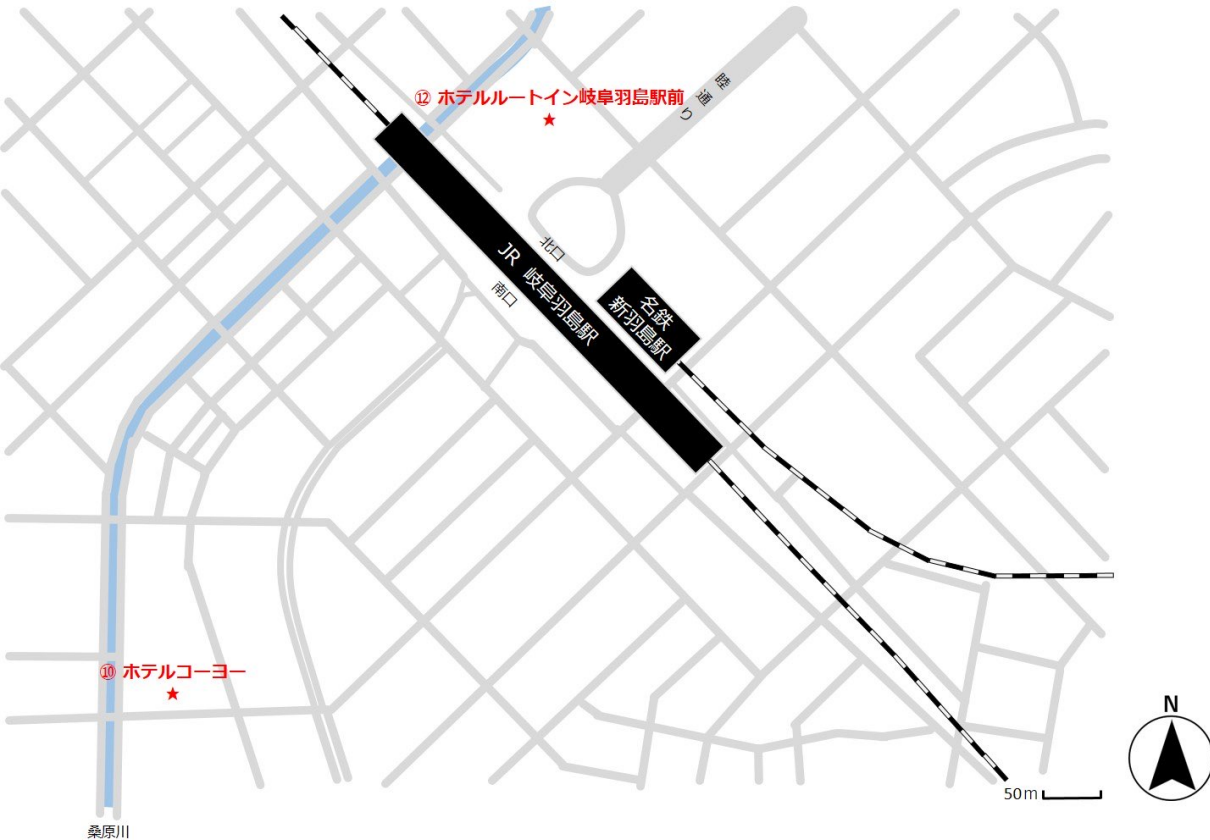 ⑫ ホテルルートイン岐阜羽島駅前
睦通り
北口
JR 岐阜羽島駅
南口
名鉄
新羽島駅
⑩ ホテルコーヨー
N
50m
桑原川